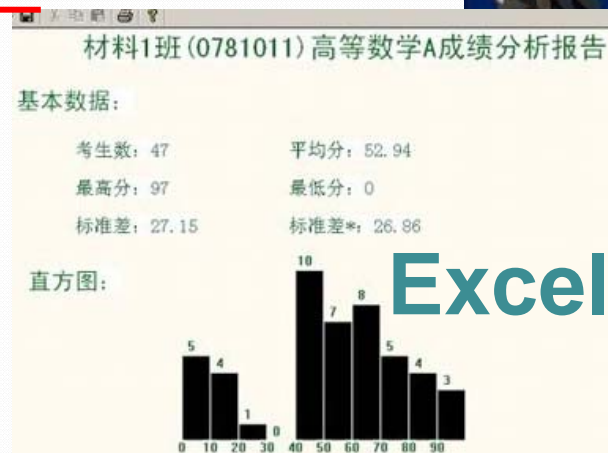 材料1班(0781011)高等数学A成绩分析报告
基本数据：
考生数：47 平均分：52.94
最高分：97 最低分：0
标准差：27.15 标准差*：26.86
直方图：
Excel
10
7
8
5
4
3
5
4
1
0
0 10 20 30 40 50 60 70 80 90